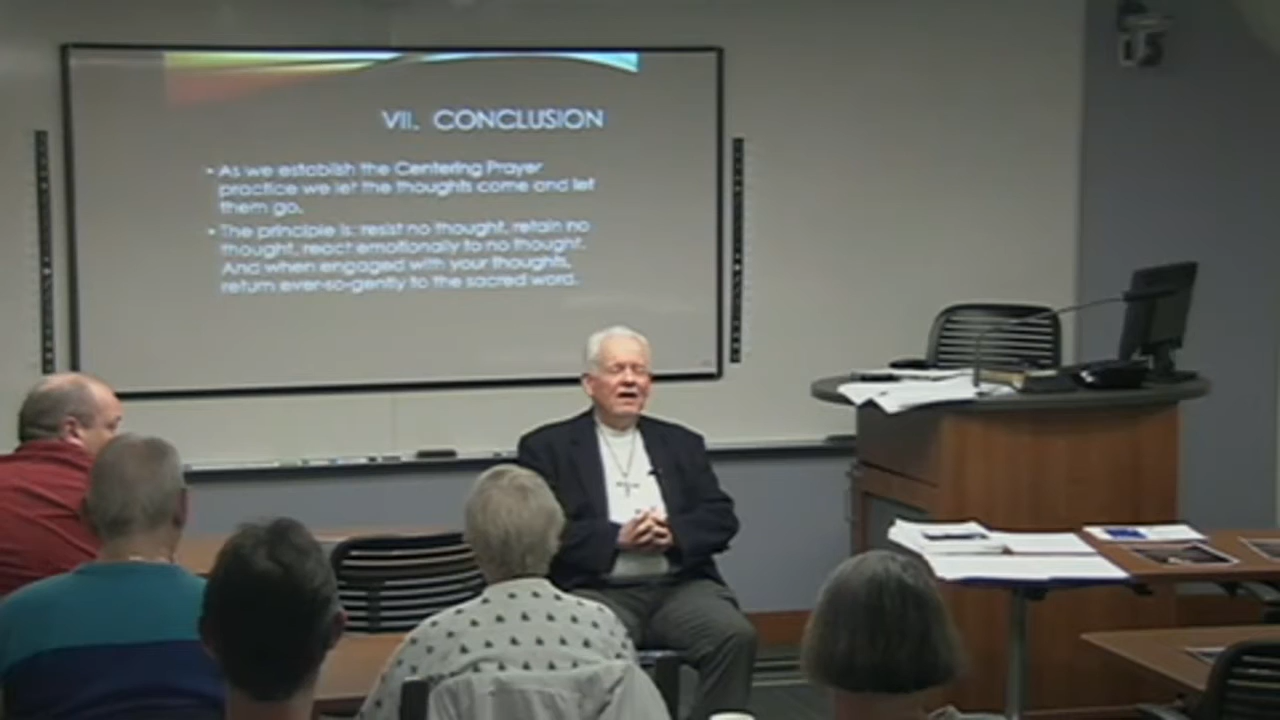 VII. CONCLUSION
• As we establish the Centering Prayer
practice we let the thoughts come and let
them go.
• The principle is: resist no thought, retain no
thought, react emotionally to no thought.
And when engaged with your thoughts,
return ever-so-gently to the sacred word.